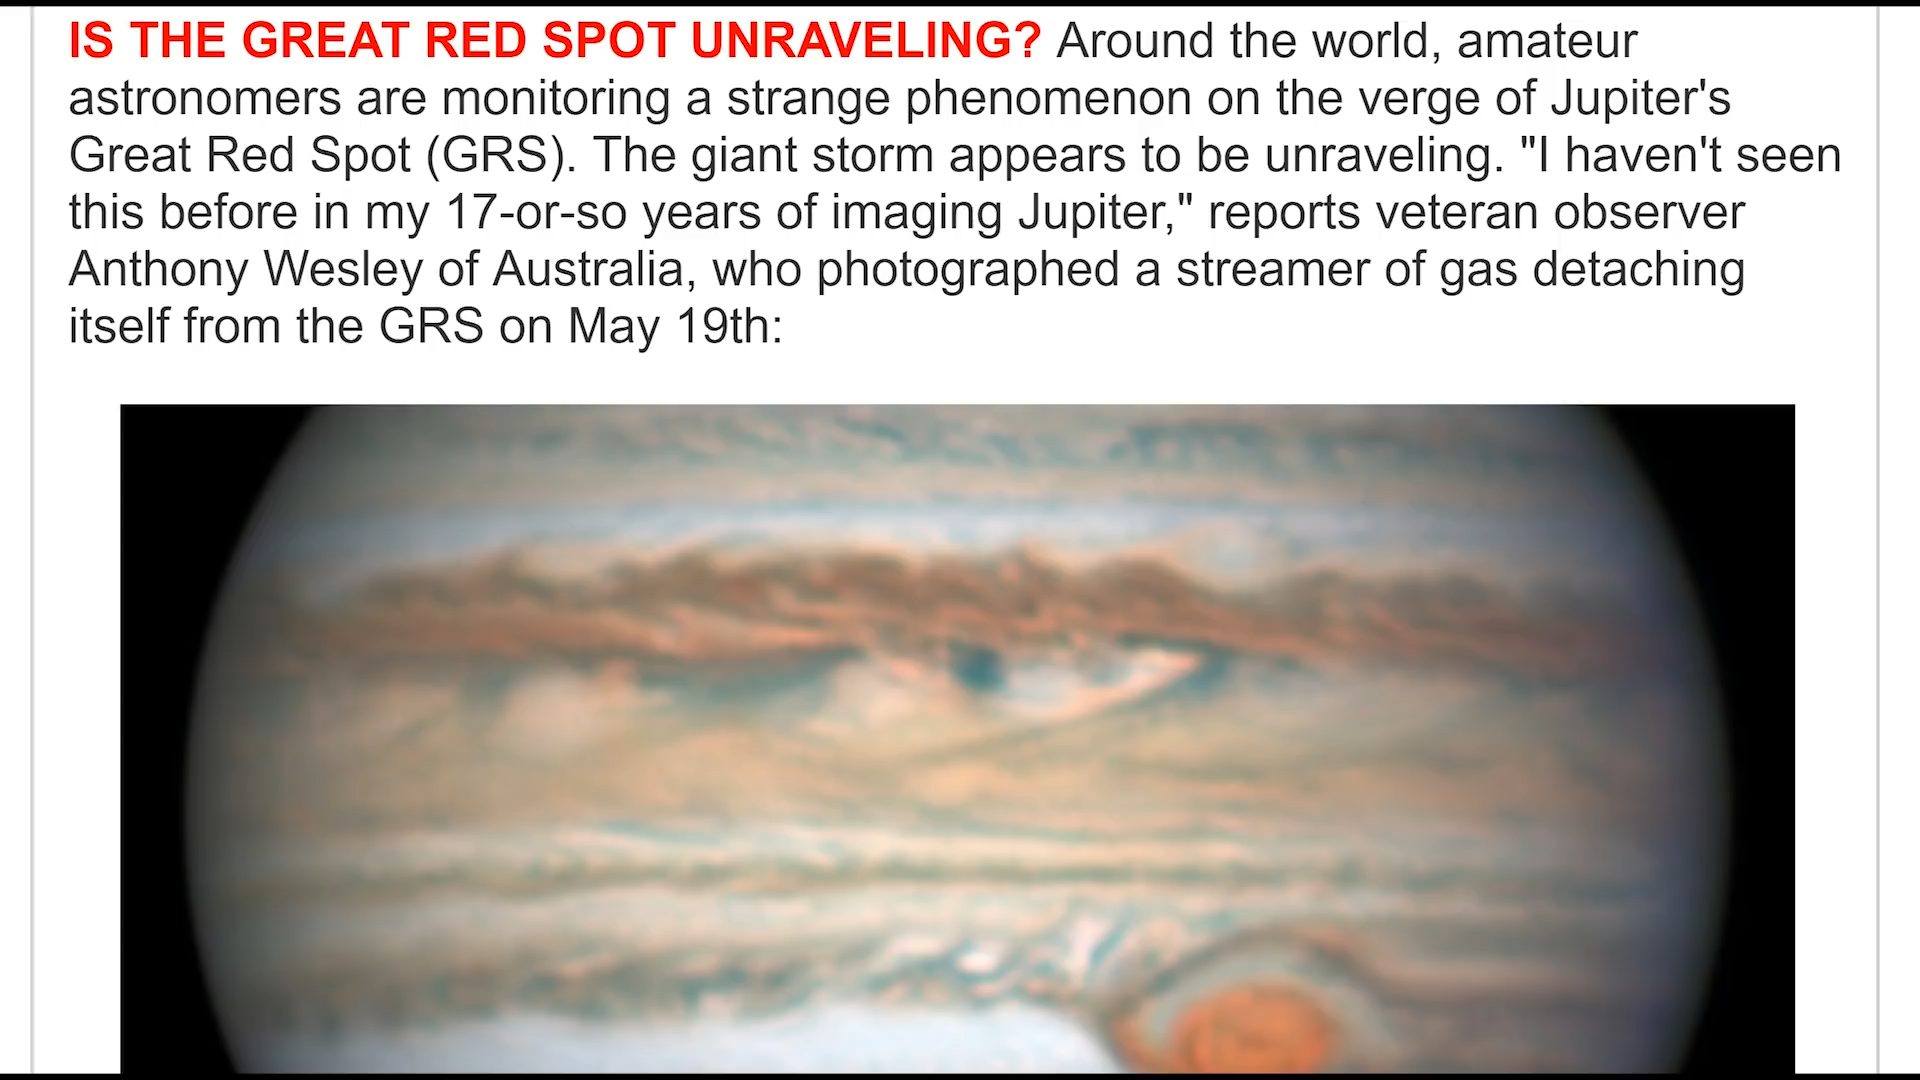 IS THE GREAT RED SPOT UNRAVELING? Around the world, amateur
astronomers are monitoring a strange phenomenon on the verge of Jupiter's
Great Red Spot (GRS). The giant storm appears to be unraveling. "I haven't seen
this before in my 17-or-so years of imaging Jupiter," reports veteran observer
Anthony Wesley of Australia, who photographed a streamer of gas detaching
itself from the GRS on May 19th: